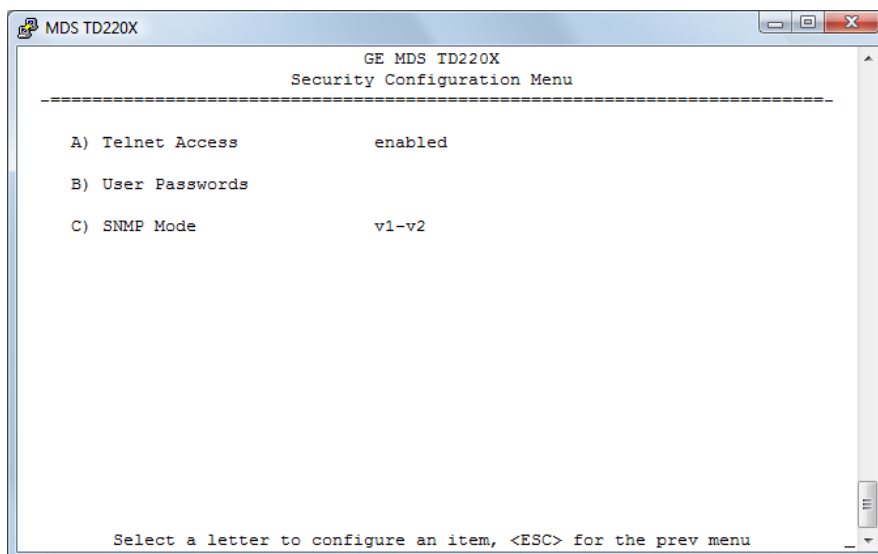 MDS TD220X
GE MDS TD220X
Security Configuration Menu
-==========================================================================-
A) Telnet Access enabled
B) User Passwords
C) SNMP Mode v1-v2
Select a letter to configure an item, <ESC> for the prev menu _